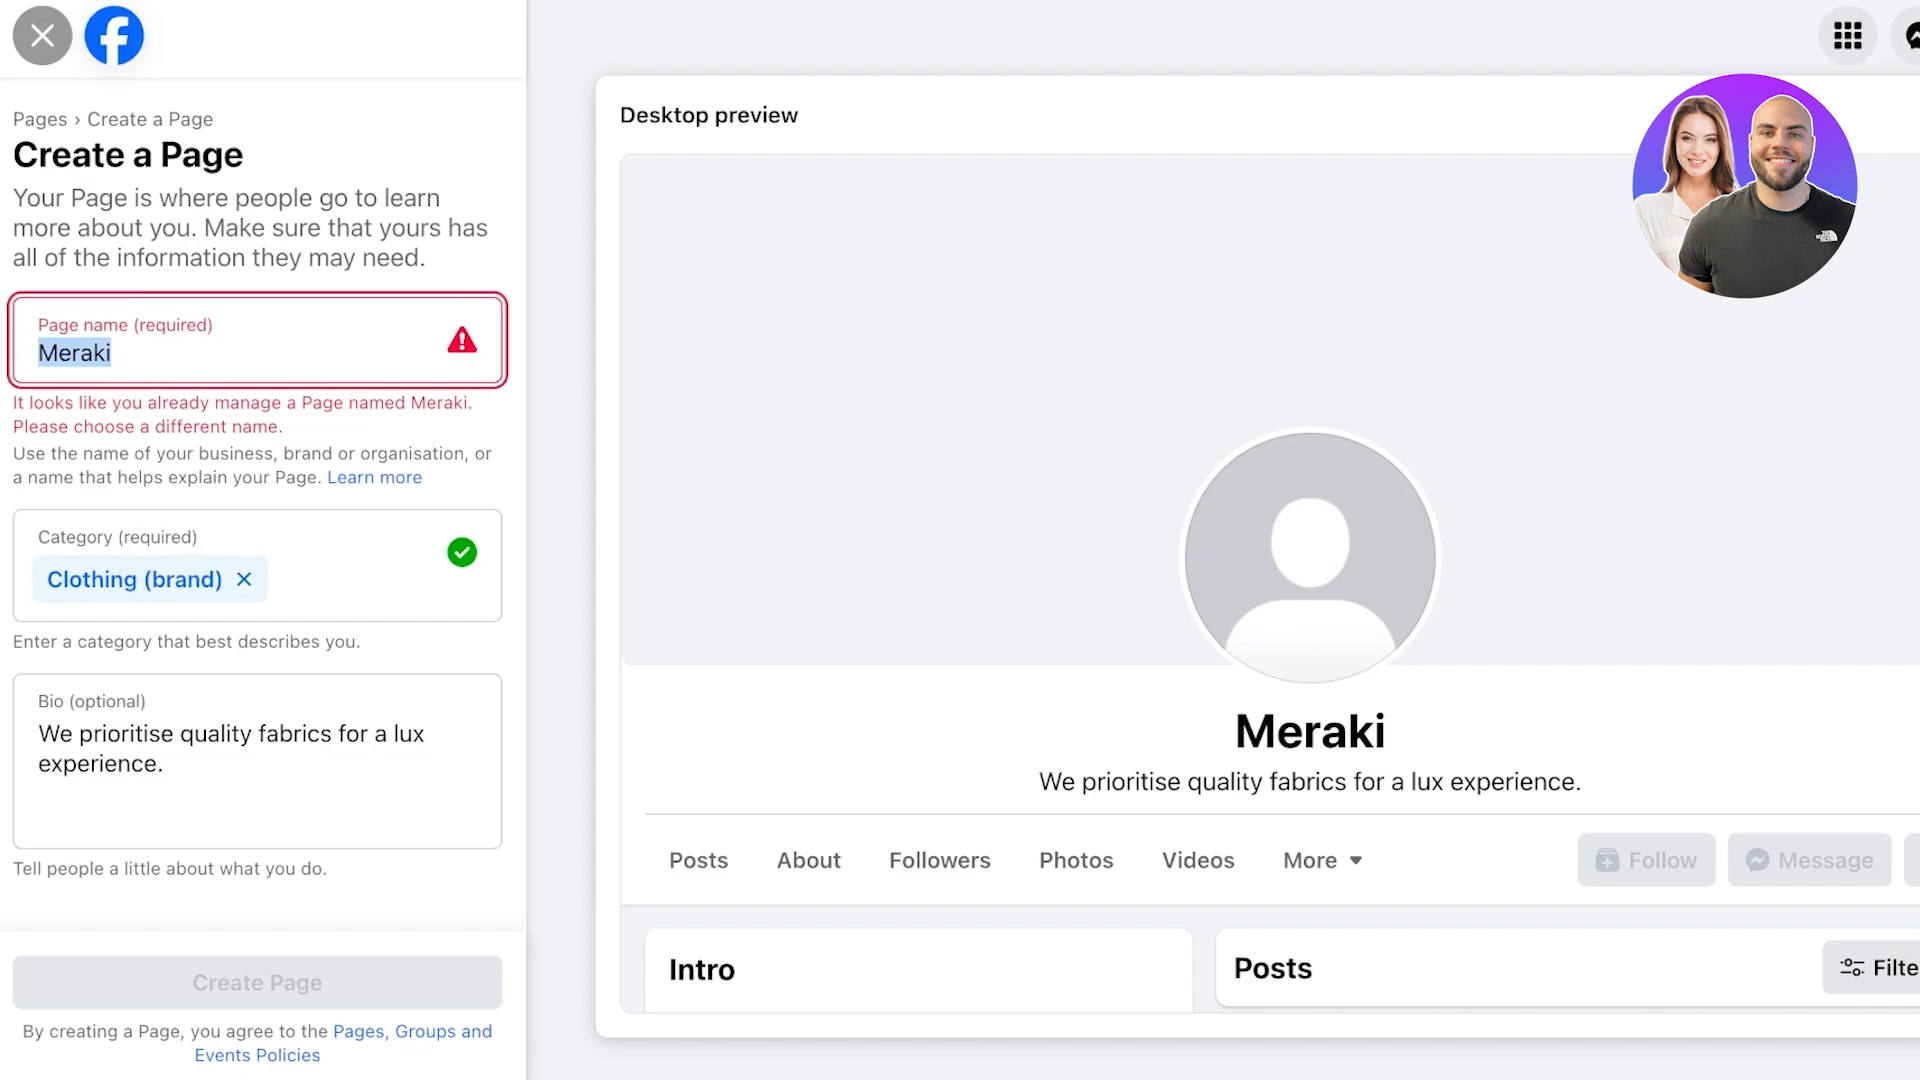 Pages › Create a Page
Create a Page
Your Page is where people go to learn
more about you. Make sure that yours has
all of the information they may need.
Page name (required)
Meraki
It looks like you already manage a Page named Meraki.
Please choose a different name.
Use the name of your business, brand or organisation, or
a name that helps explain your Page. Learn more
Category (required)
Clothing (brand)
Enter a category that best describes you.
Bio (optional)
We prioritise quality fabrics for a lux
experience.
Tell people a little about what you do.
Create Page
By creating a Page, you agree to the Pages, Groups and
Events Policies
Desktop preview
Meraki
We prioritise quality fabrics for a lux experience.
Posts About Followers Photos Videos More Follow Message
Intro
Posts
Filte